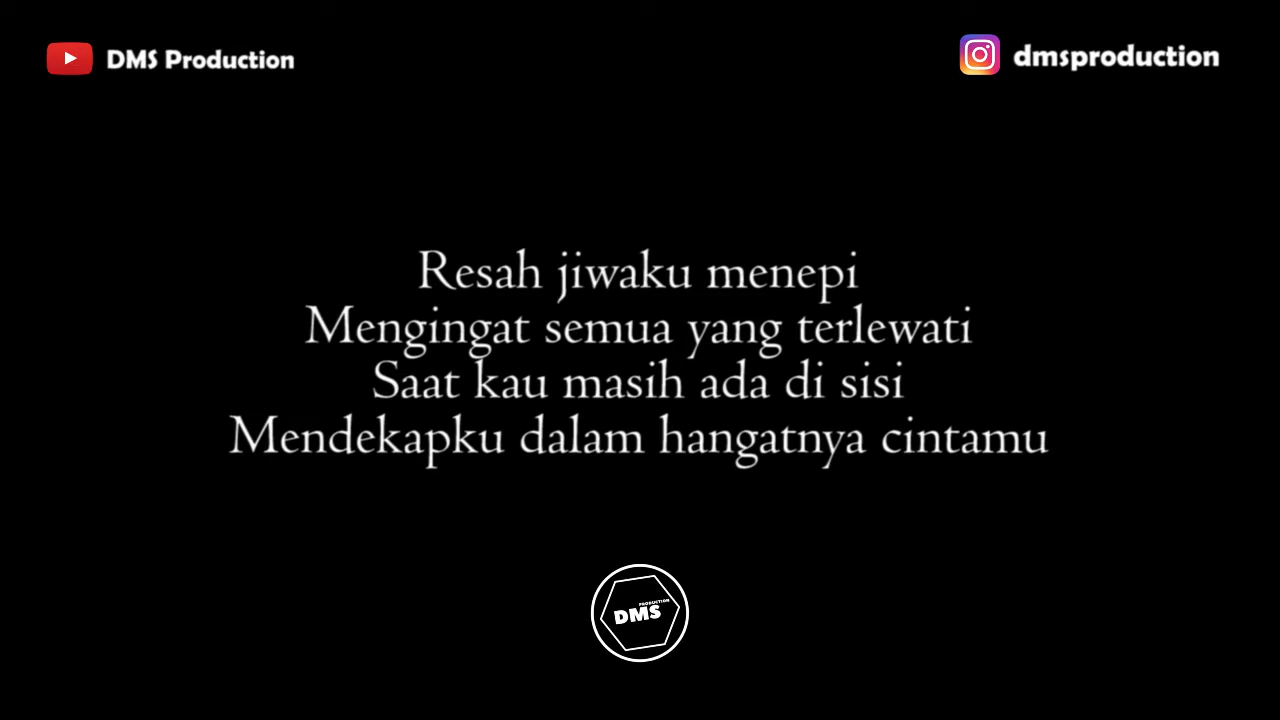 DMS Production
dmsproduction
Resah jiwaku menepi
Mengingat semua yang terlewati
Saat kau masih ada di sisi
Mendekapku dalam hangatnya cintamu
PRODUCTION
DMS